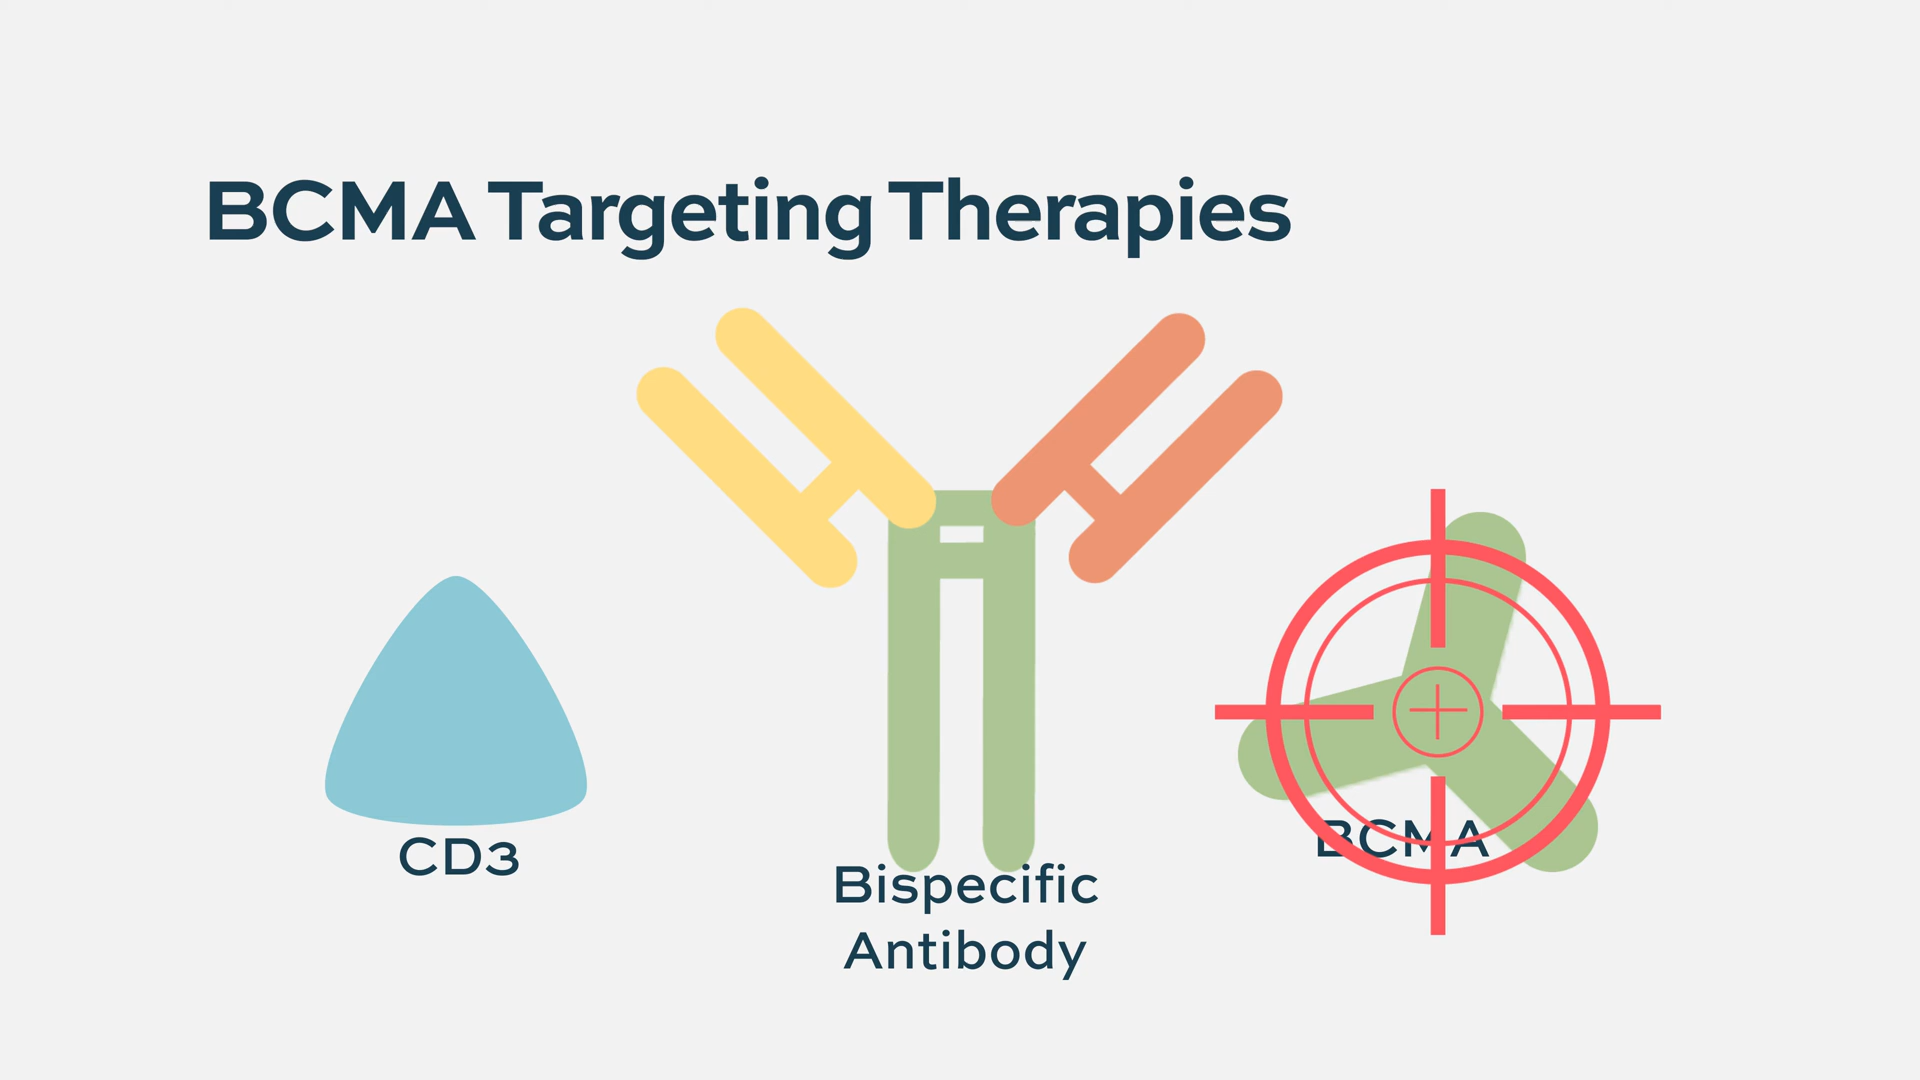 BCMA Targeting Therapies
CD3
Bispecific
Antibody
BCMA